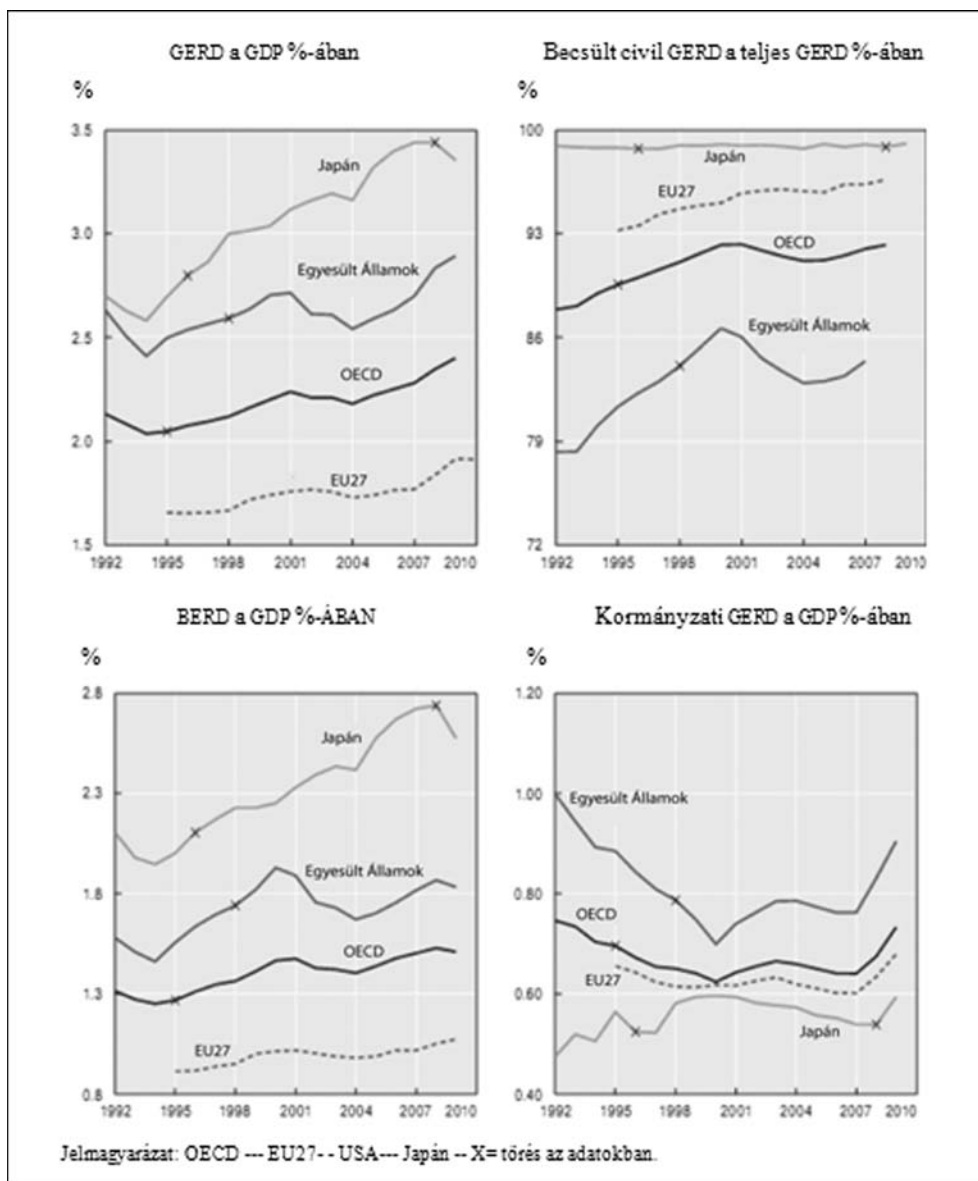 GERD a GDP %-ában
Becsült civil GERD a teljes GERD %-ában
%
3.5
3.0
2.5
2.0
1.5
Japán
Egyesült Államok
OECD
EU27
1992 1995 1998 2001 2004 2007 2010
%
100
93
86
79
72
Japán
EU27
OECD
Egyesült Államok
1992 1995 1998 2001 2004 2007 2010
BERD a GDP %-ÁBAN
Kormányzati GERD a GDP %-ában
%
2.8
2.3
1.8
1.3
0.8
Japán
Egyesült Államok
OECD
EU27
1992 1995 1998 2001 2004 2007 2010
%
1.20
1.00
0.80
0.60
0.40
Egyesült Államok
OECD
EU27
Japán
1992 1995 1998 2001 2004 2007 2010
Jelmagyarázat: OECD --- EU27- - USA--- Japán -- X= törés az adatokban.